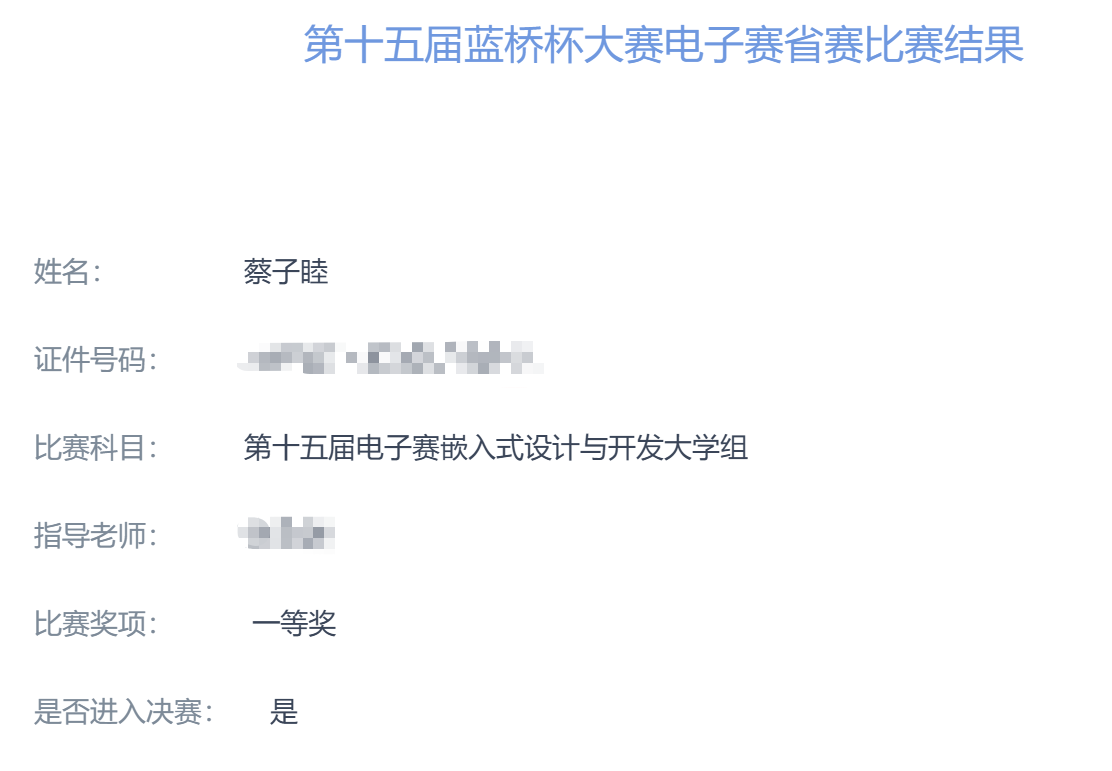 第十五届蓝桥杯大赛电子赛省赛比赛结果
姓名： 蔡子睦
证件号码：
比赛科目： 第十五届电子赛嵌入式设计与开发大学组
指导老师：
比赛奖项： 一等奖
是否进入决赛： 是